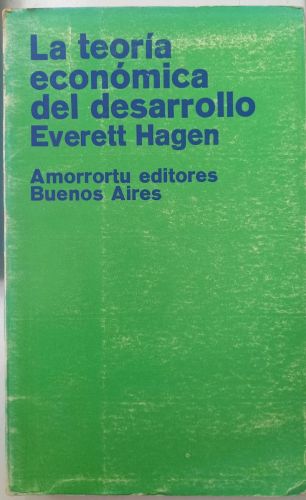 La teoría
económica
del desarrollo
Everett Hagen
Amorrortu editores
Buenos Aires